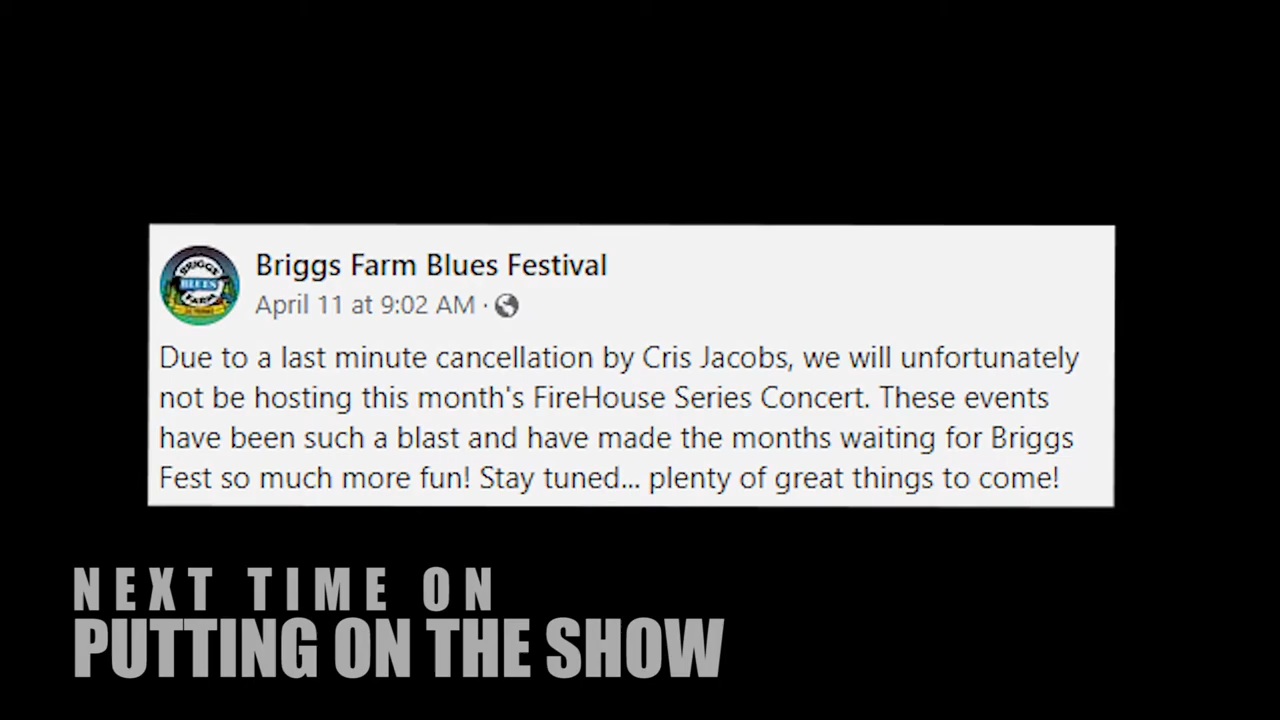 BRIGGS
BLUES
FARM
Briggs Farm Blues Festival
April 11 at 9:02 AM ·
Due to a last minute cancellation by Cris Jacobs, we will unfortunately
not be hosting this month's FireHouse Series Concert. These events
have been such a blast and have made the months waiting for Briggs
Fest so much more fun! Stay tuned... plenty of great things to come!
NEXT TIME ON
PUTTING ON THE SHOW